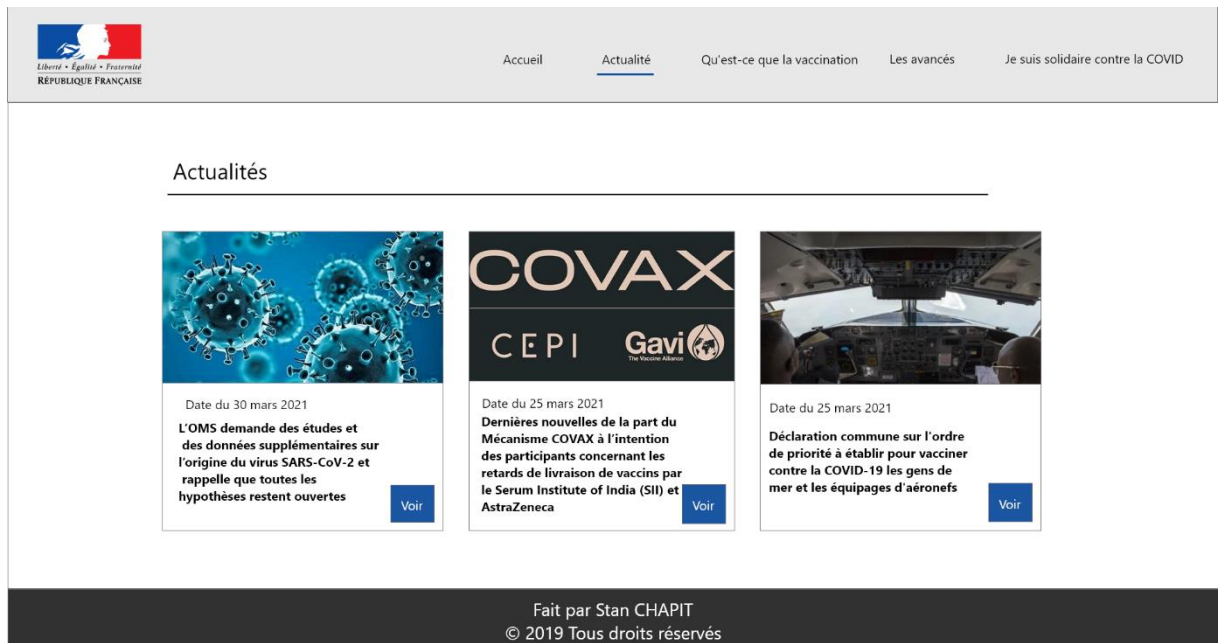 Liberté • Égalité • Fraternité
RÉPUBLIQUE FRANÇAISE
Accueil
Actualité
Qu'est-ce que la vaccination
Les avancés
Je suis solidaire contre la COVID
Actualités
Date du 30 mars 2021
L'OMS demande des études et
des données supplémentaires sur
l'origine du virus SARS-CoV-2 et
rappelle que toutes les
hypothèses restent ouvertes
Voir
COVAX
CEPI
Gavi
The Vaccine Alliance
Date du 25 mars 2021
Dernières nouvelles de la part du
Mécanisme COVAX à l'intention
des participants concernant les
retards de livraison de vaccins par
le Serum Institute of India (SII) et
AstraZeneca
Voir
Date du 25 mars 2021
Déclaration commune sur l'ordre
de priorité à établir pour vacciner
contre la COVID-19 les gens de
mer et les équipages d'aéronefs
Voir
Fait par Stan CHAPIT
© 2019 Tous droits résérvés